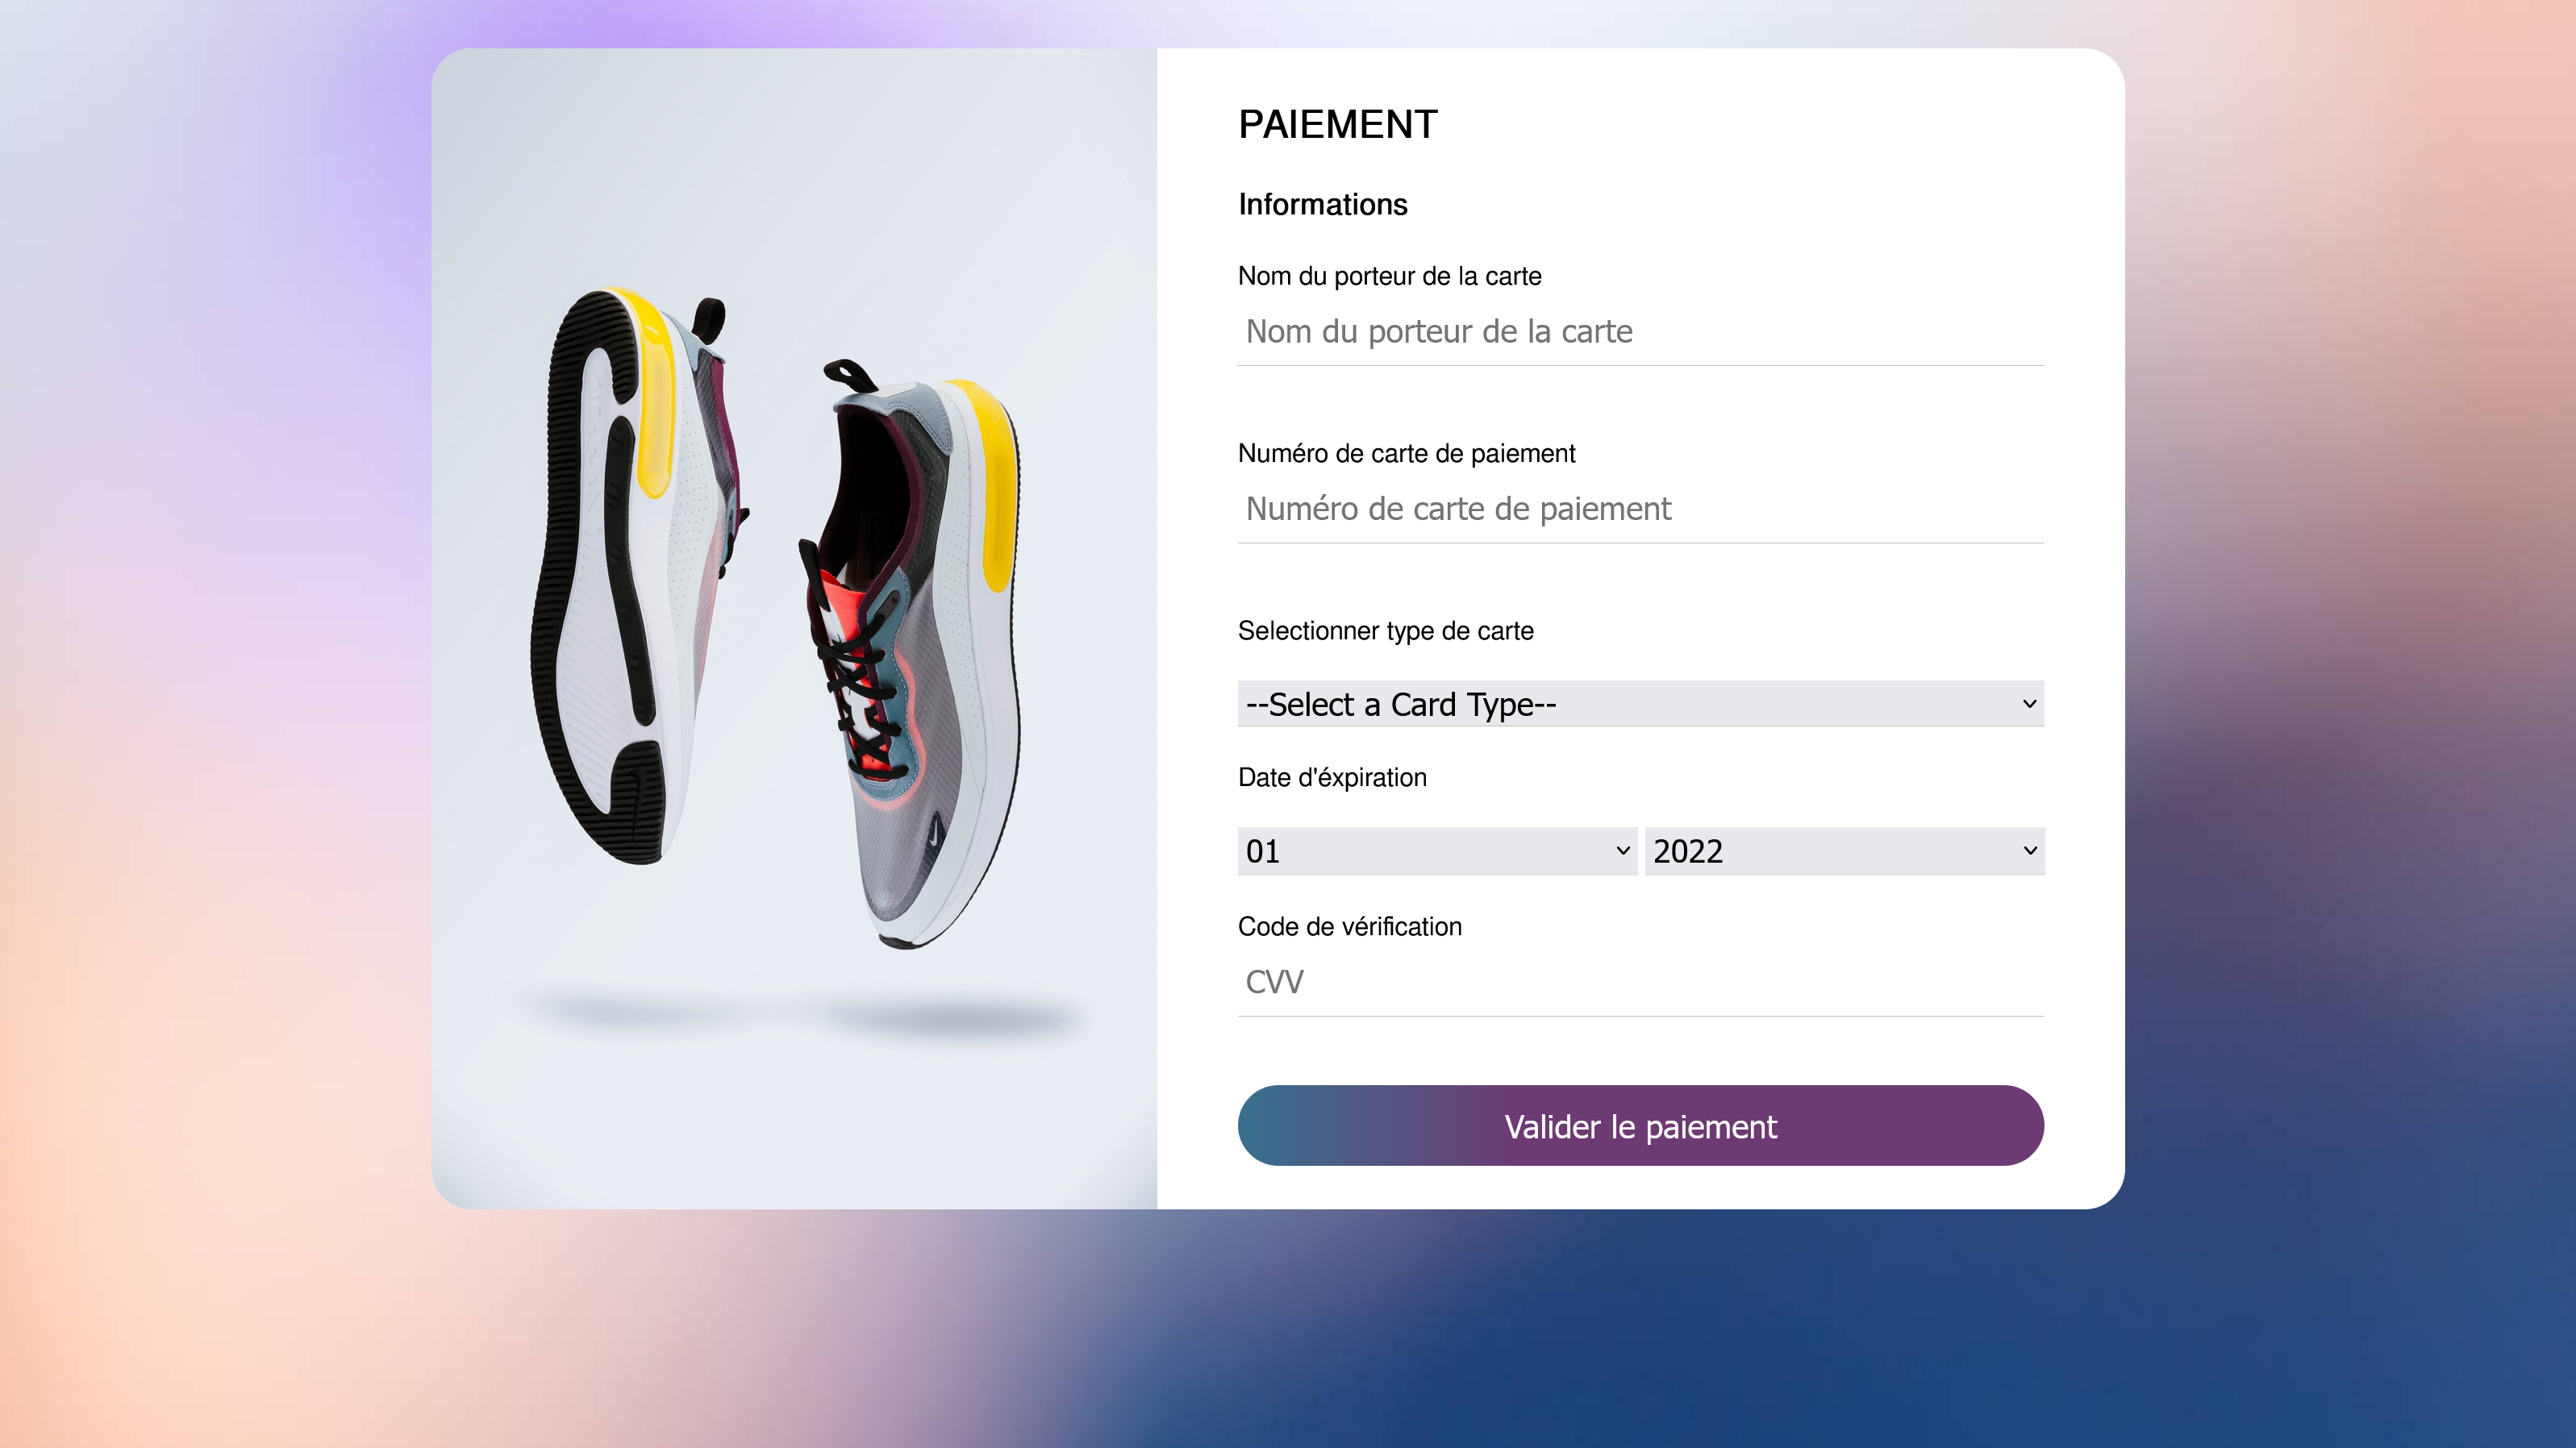 PAIEMENT
Informations
Nom du porteur de la carte
Nom du porteur de la carte
Numéro de carte de paiement
Numéro de carte de paiement
Selectionner type de carte
--Select a Card Type--
Date d'éxpiration
01 2022
Code de vérification
CVV
Valider le paiement